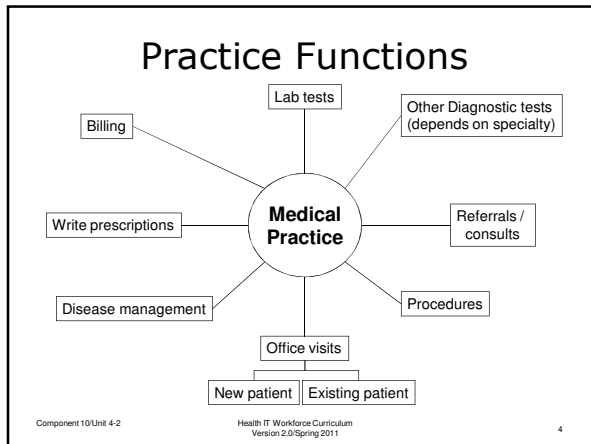 Practice Functions
Lab tests
Other Diagnostic tests
(depends on specialty)
Billing
Medical
Practice
Write prescriptions
Referrals /
consults
Disease management
Procedures
Office visits
New patient
Existing patient
Component 10/Unit 4-2
Health IT Workforce Curriculum
Version 2.0/Spring 2011
4